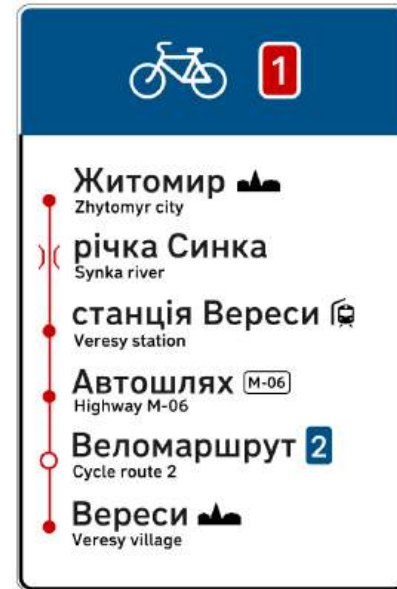 1
Житомир
Zhytomyr city
річка Синка
Synka river
станція Вереси
Veresy station
Автошлях M-06
Highway M-06
Веломаршрут 2
Cycle route 2
Вереси
Veresy village